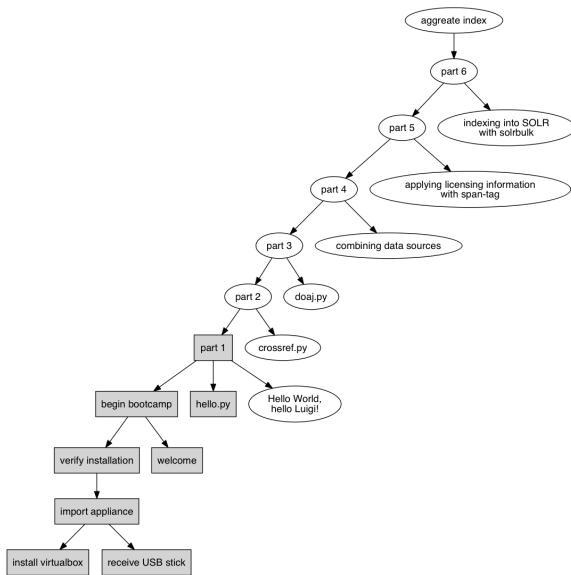 aggreate index
part 6
part 5
indexing into SOLR
with solrbulk
part 4
applying licensing information
with span-tag
part 3
combining data sources
part 2
doaj.py
part 1
crossref.py
begin bootcamp
hello.py
Hello World,
hello Luigi!
verify installation
welcome
import appliance
install virtualbox
receive USB stick